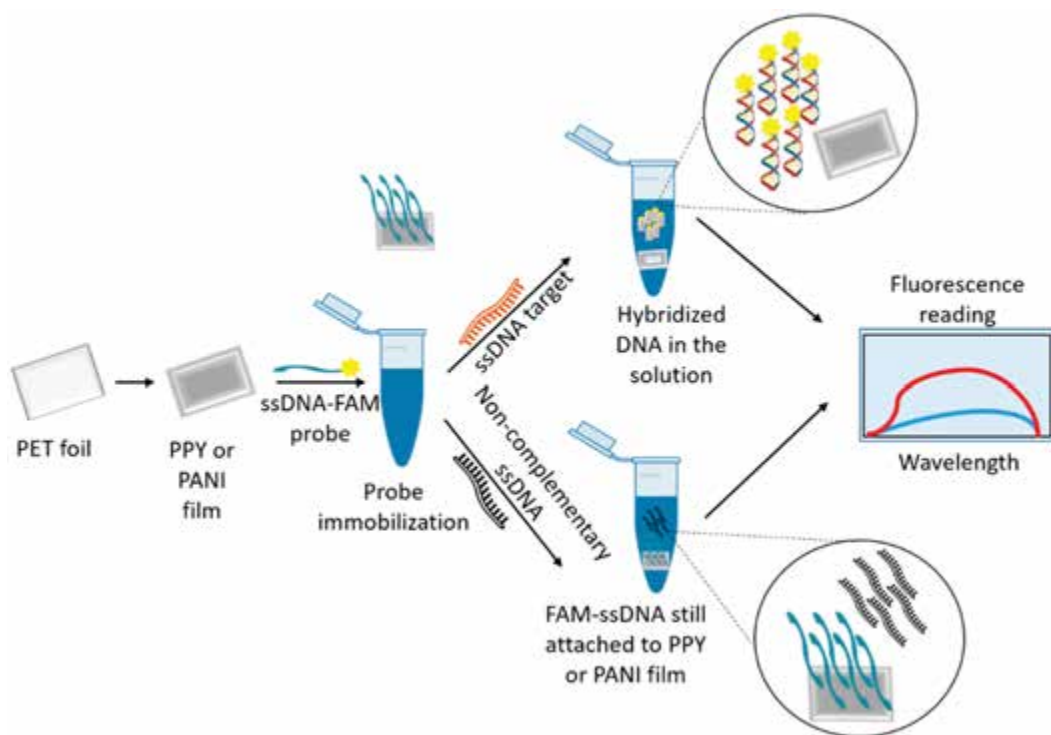 PET foil
PPY or
PANI
film
ssDNA-FAM
probe
Probe
immobilization
ssDNA target
Non-complementary
ssDNA
Hybridized
DNA in the
solution
FAM-ssDNA still
attached to PPY
or PANI film
Fluorescence
reading
Wavelength